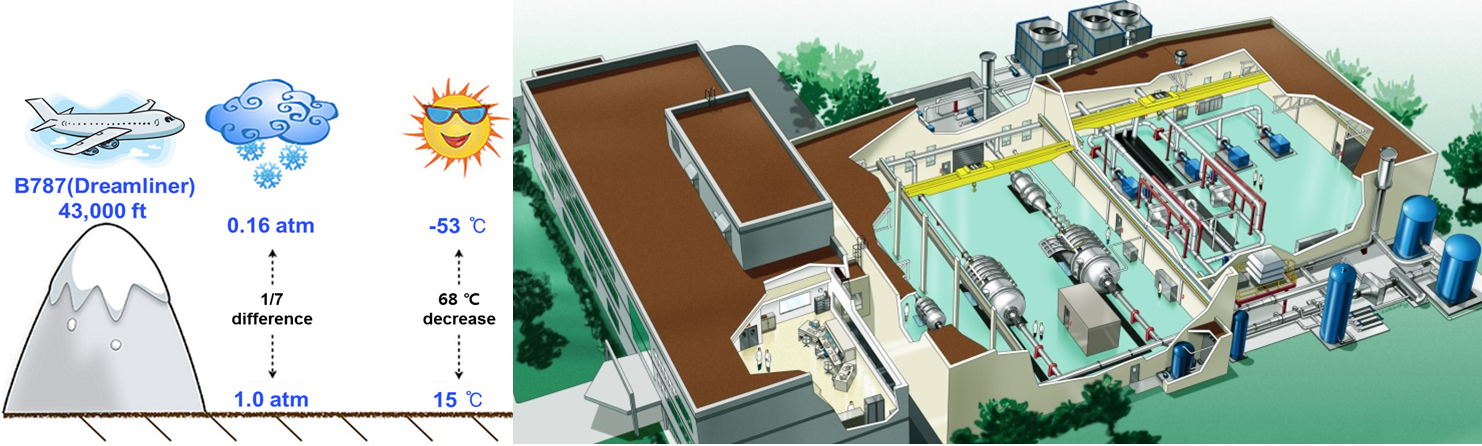 B787(Dreamliner)
43,000 ft
0.16 atm
-53 ℃
1/7
difference
68 ℃
decrease
1.0 atm
15 ℃